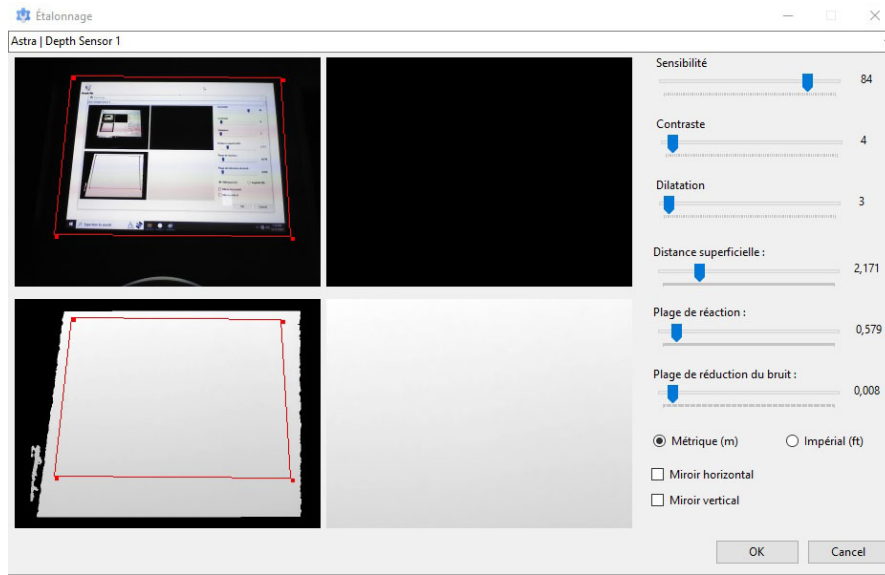 Étalonnage
Astra | Depth Sensor 1
Sensibilité
84
Contraste
4
Dilatation
3
Distance superficielle :
2,171
Plage de réaction :
0,579
Plage de réduction du bruit :
0,008
Métrique (m)
Impérial (ft)
Miroir horizontal
Miroir vertical
OK
Cancel